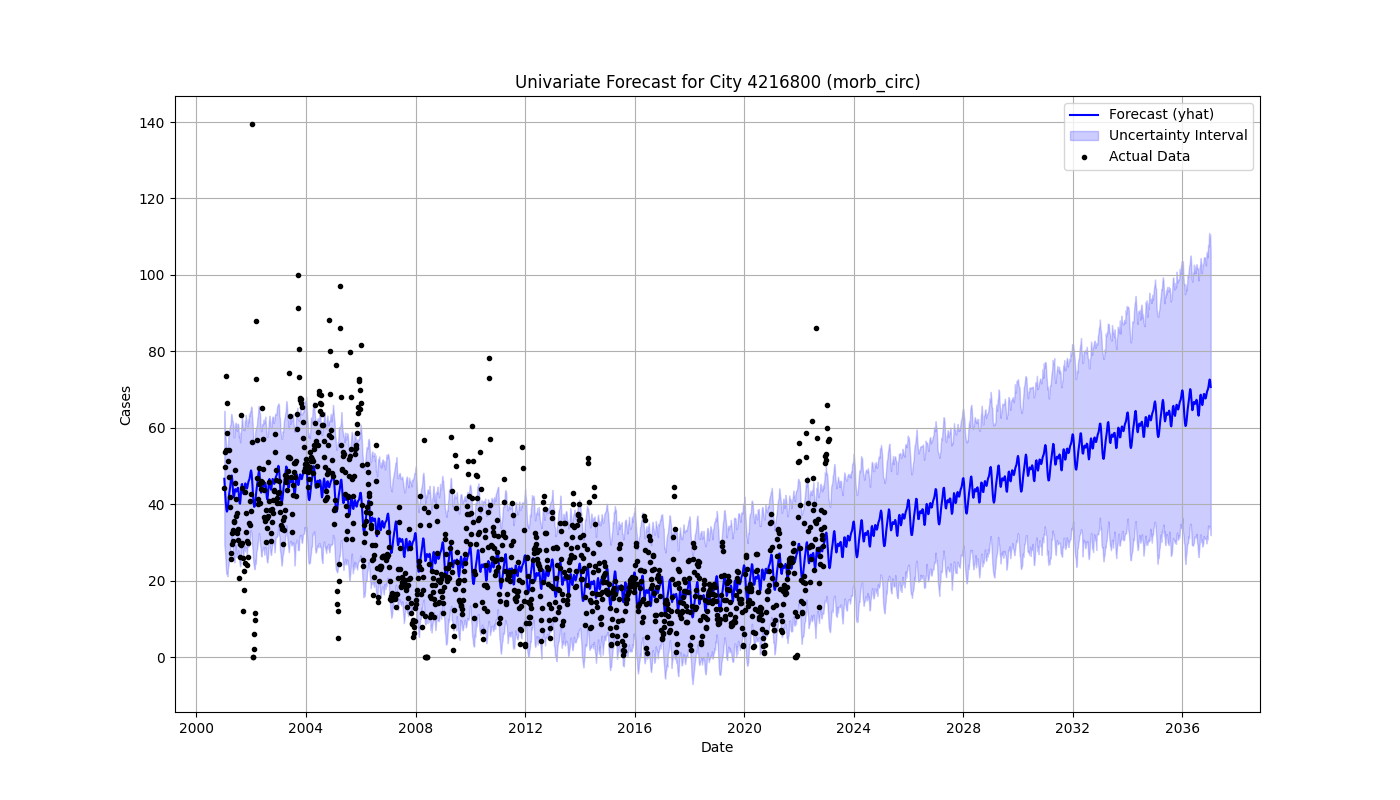 Univariate Forecast for City 4216800 (morb_circ)
Forecast (yhat)
Uncertainty Interval
Actual Data
Cases
140
120
100
80
60
40
20
0
2000 2004 2008 2012 2016 2020 2024 2028 2032 2036
Date